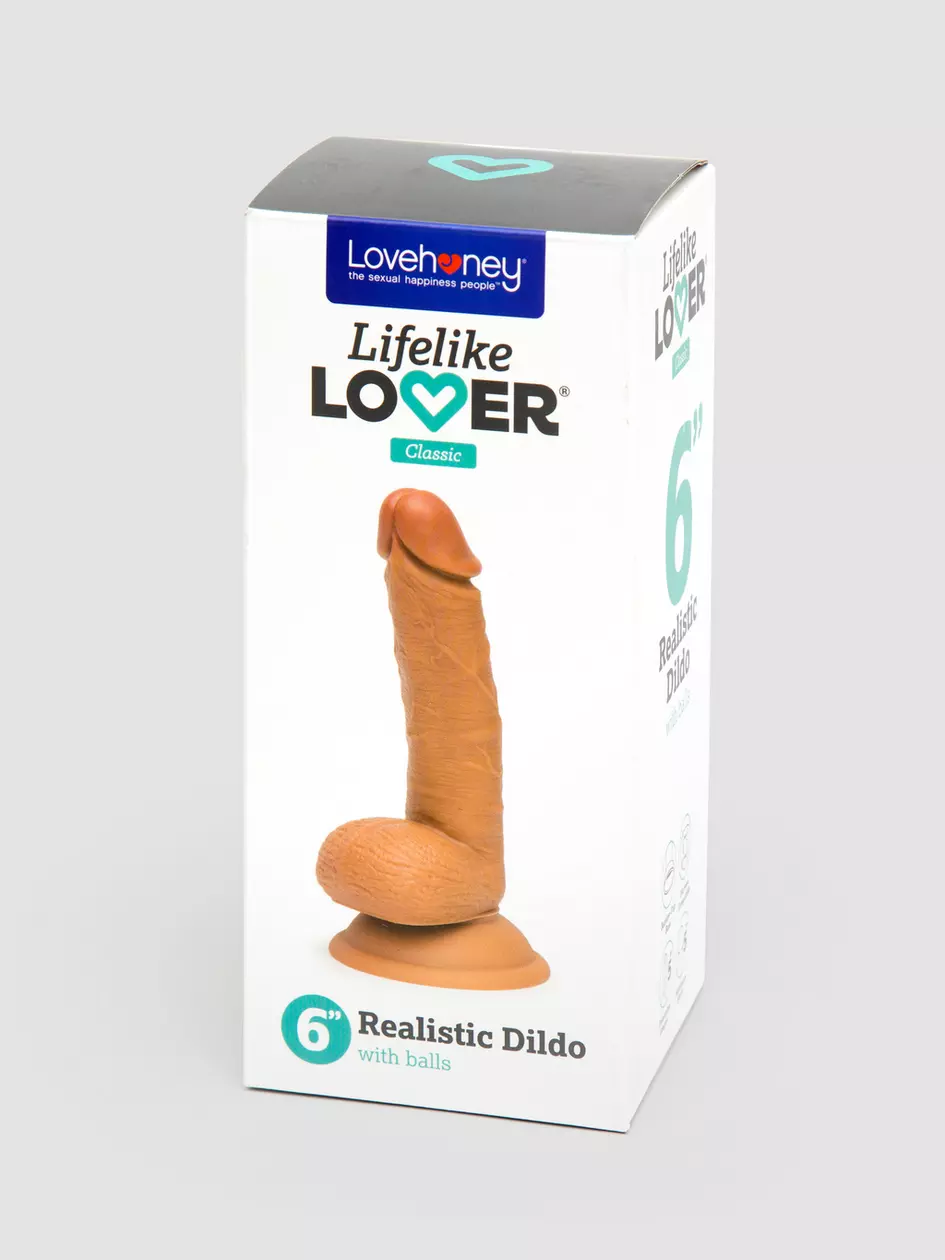 Lovehoney®
the sexual happiness people™
Lifelike
LOVER®
Classic
6”
Realistic Dildo
with balls
Lifelike
LOVER
Classic
6”
Realistic
Dildo
with balls